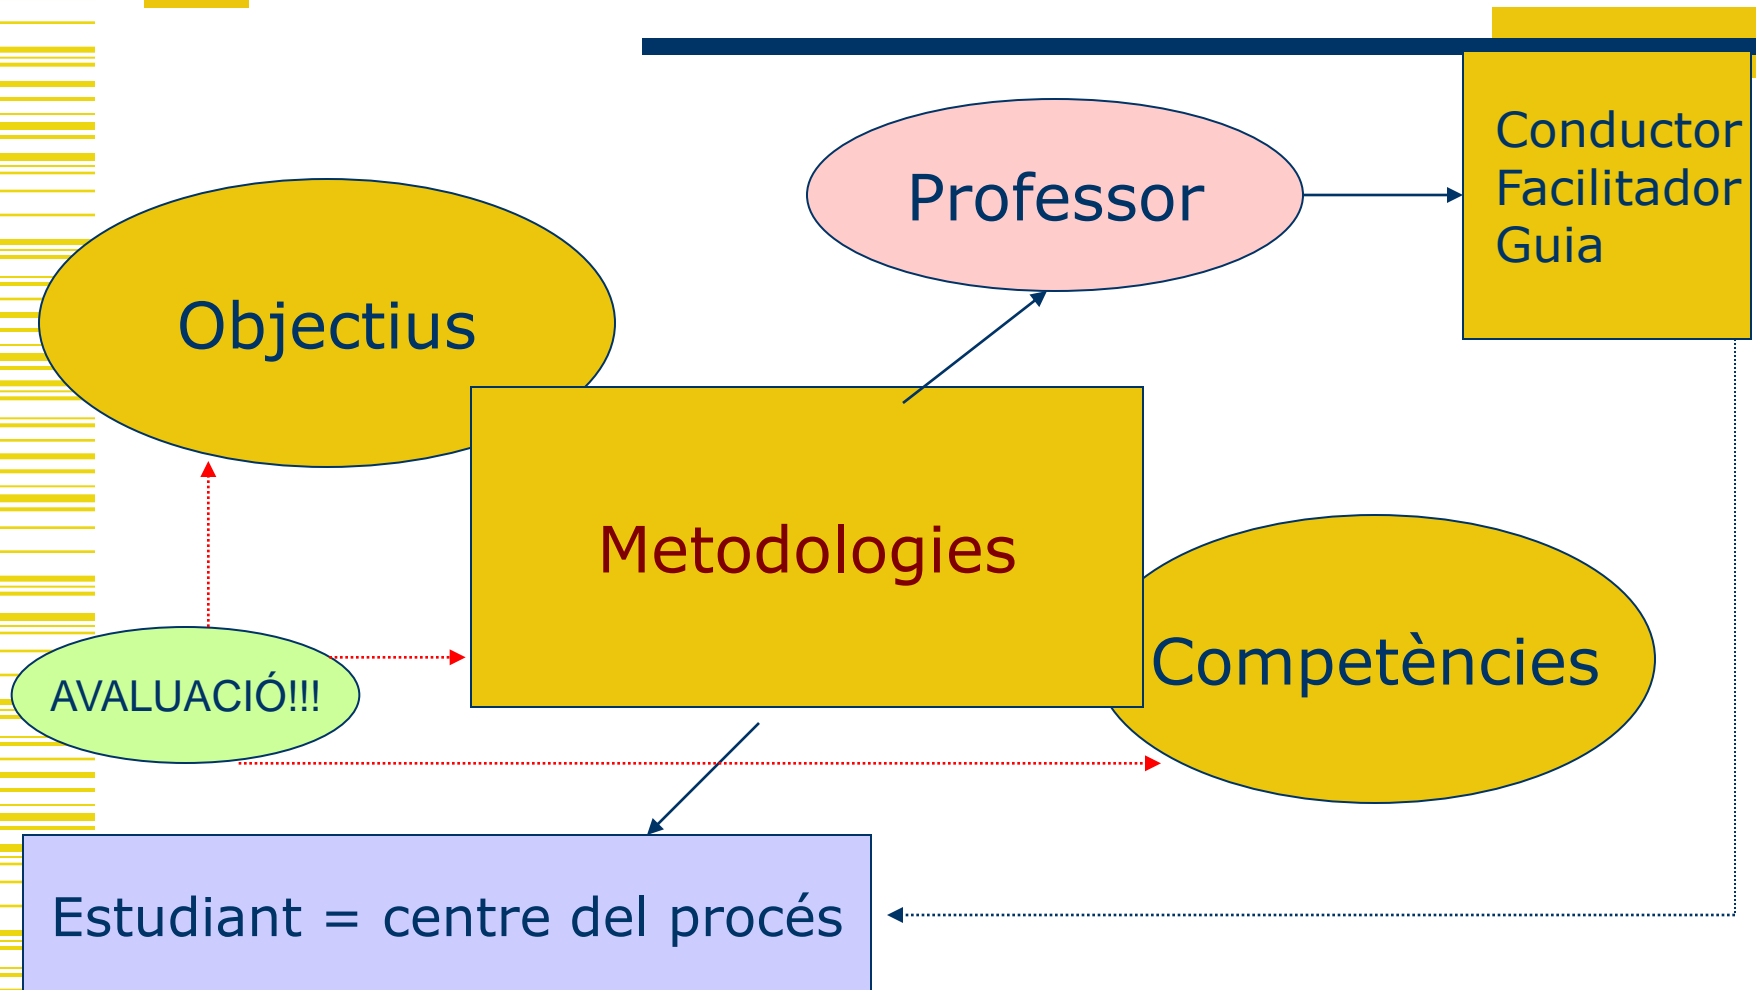 Conductor
Facilitador
Guia
Professor
Objectius
Metodologies
Competències
AVALUACIÓ!!!
Estudiant = centre del procés